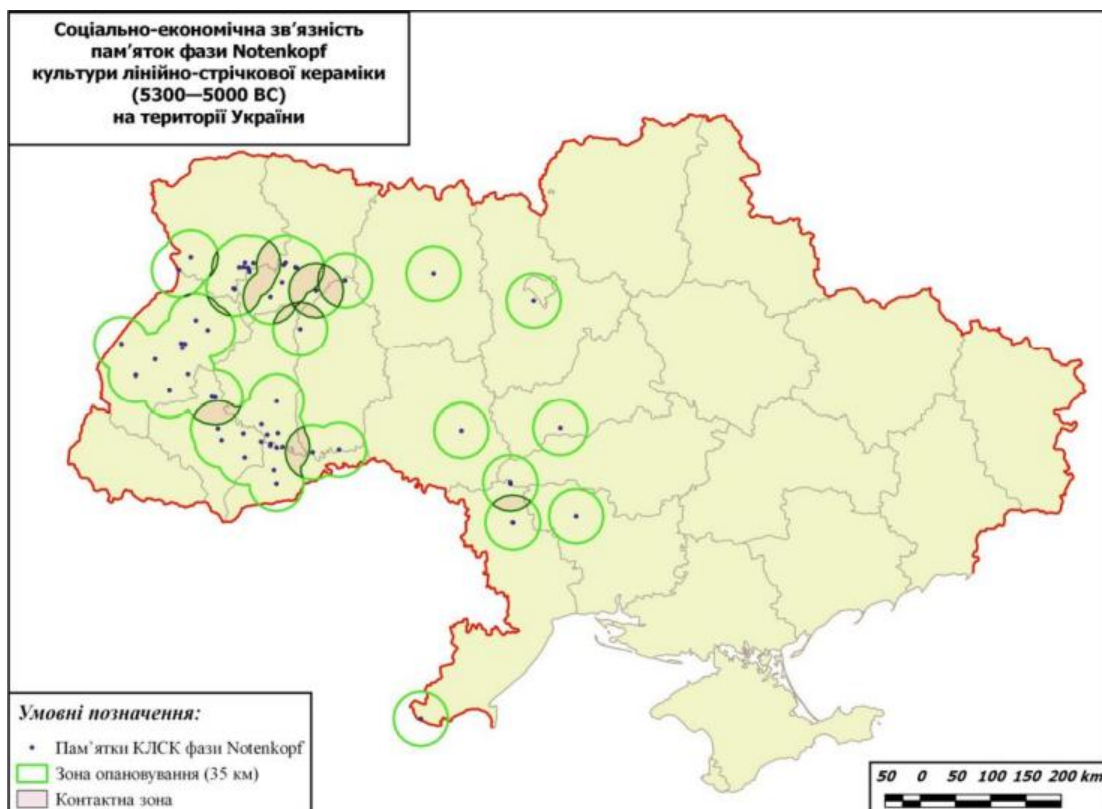 Соціально-економічна зв'язність
пам'яток фази Notenkopf
культури лінійно-стрічкової кераміки
(5300—5000 ВС)
на території України
Умовні позначення:
Пам'ятки КЛСК фази Notenkopf
Зона опановування (35 км)
Контактна зона
50 0 50 100 150 200 km